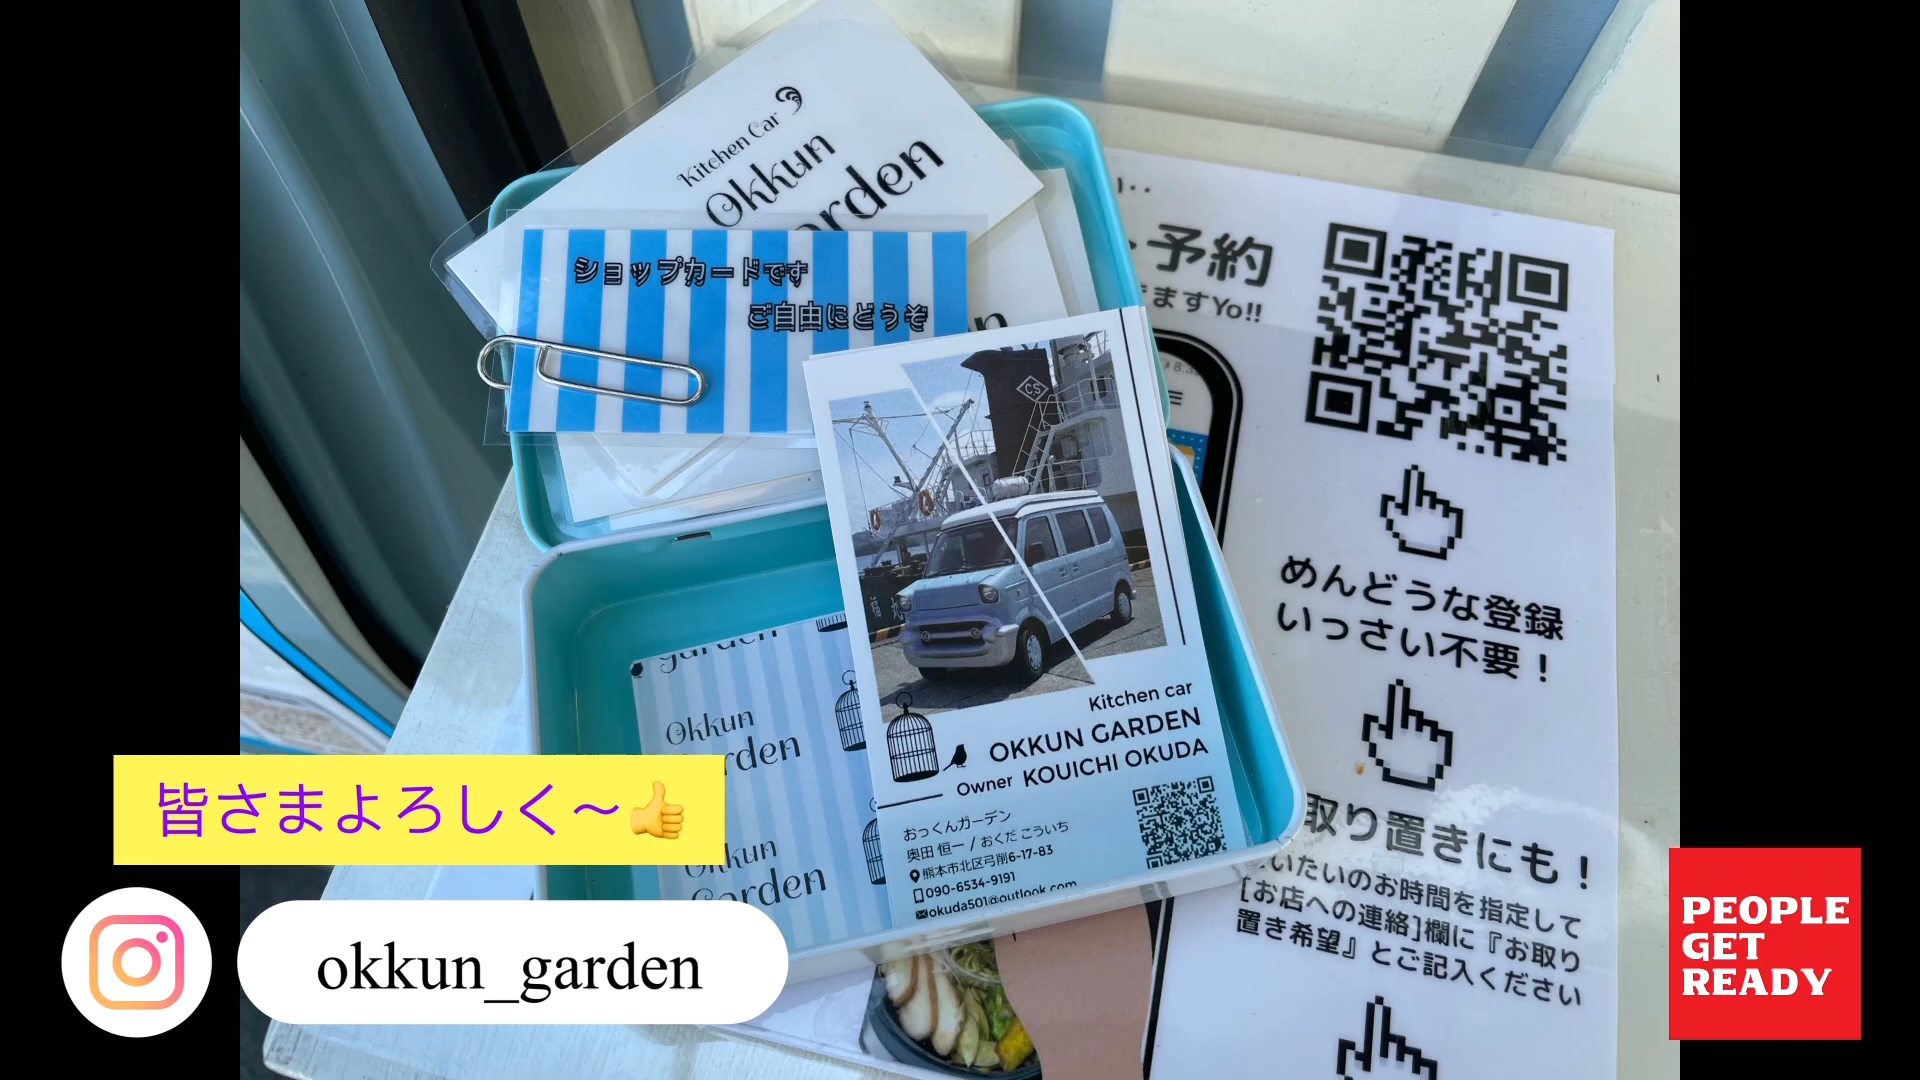 Kitchen Car
Okkun
arden
ショップカードです
ご自由にどうぞ
予約
ますYo!!
めんどうな登録
いっさい不要！
取り置きにも！
いたいのお時間を指定して
[お店への連絡]欄に『お取り
置き希望』とご記入ください
CS
Kitchen car
OKKUN GARDEN
Owner KOUICHI OKUDA
おっくんガーデン
奥田 恒一 / おくだ こういち
熊本市北区弓削6-17-83
090-6534-9191
okuda501@outlook.com
garden
Okkun
rden
kkun
Garden
皆さまよろしく〜👍
okkun_garden
PEOPLE
GET
READY